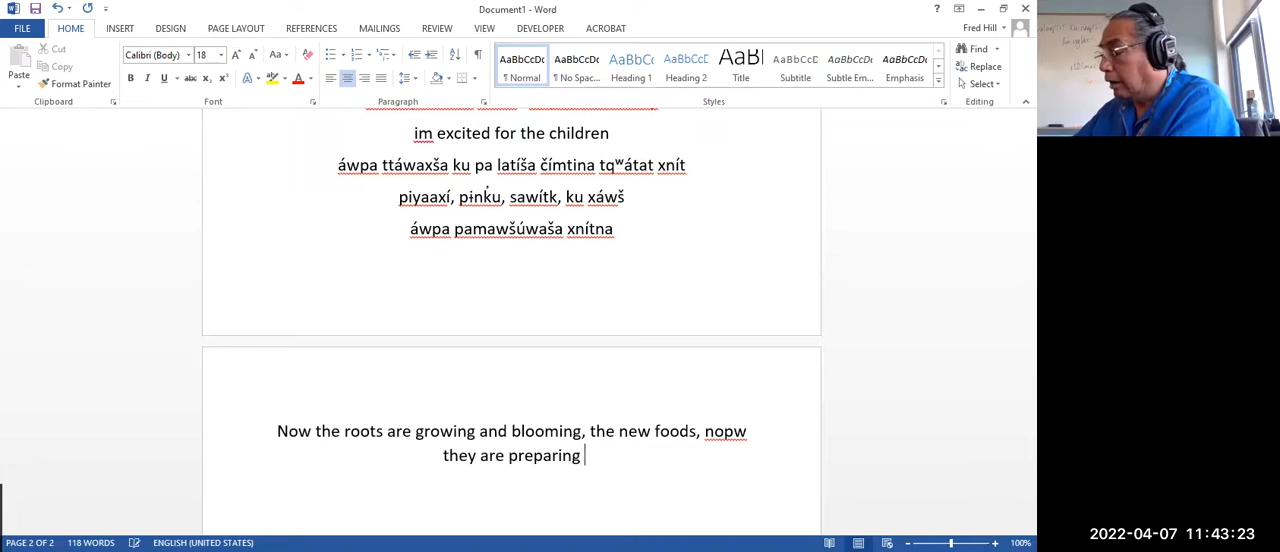 Document1 - Word
FILE HOME INSERT DESIGN PAGE LAYOUT REFERENCES MAILINGS REVIEW VIEW DEVELOPER ACROBAT
Fred Hill
Paste
Cut
Copy
Format Painter
Clipboard
Calibri (Body) 18
Font
Paragraph
AaBbCcDc AaBbCcDc AaBbCc AaBbCcC AaBl AaBbCcC AaBbCcDc AaBbCcDc
¶ Normal ¶ No Spac... Heading 1 Heading 2 Title Subtitle Subtle Em... Emphasis
Styles
Find
Replace
Select
Editing
im excited for the children
áwpa ttáwaxša ku pa latíša čímtina tqʷátat xnít
piyaaxí, pɨnk̓u, sawítk, ku xáwš
áwpa pamawšúwaša xnítna
Now the roots are growing and blooming, the new foods, nopw
they are preparing
PAGE 2 OF 2 118 WORDS ENGLISH (UNITED STATES)
100%
2022-04-07 11:43:23